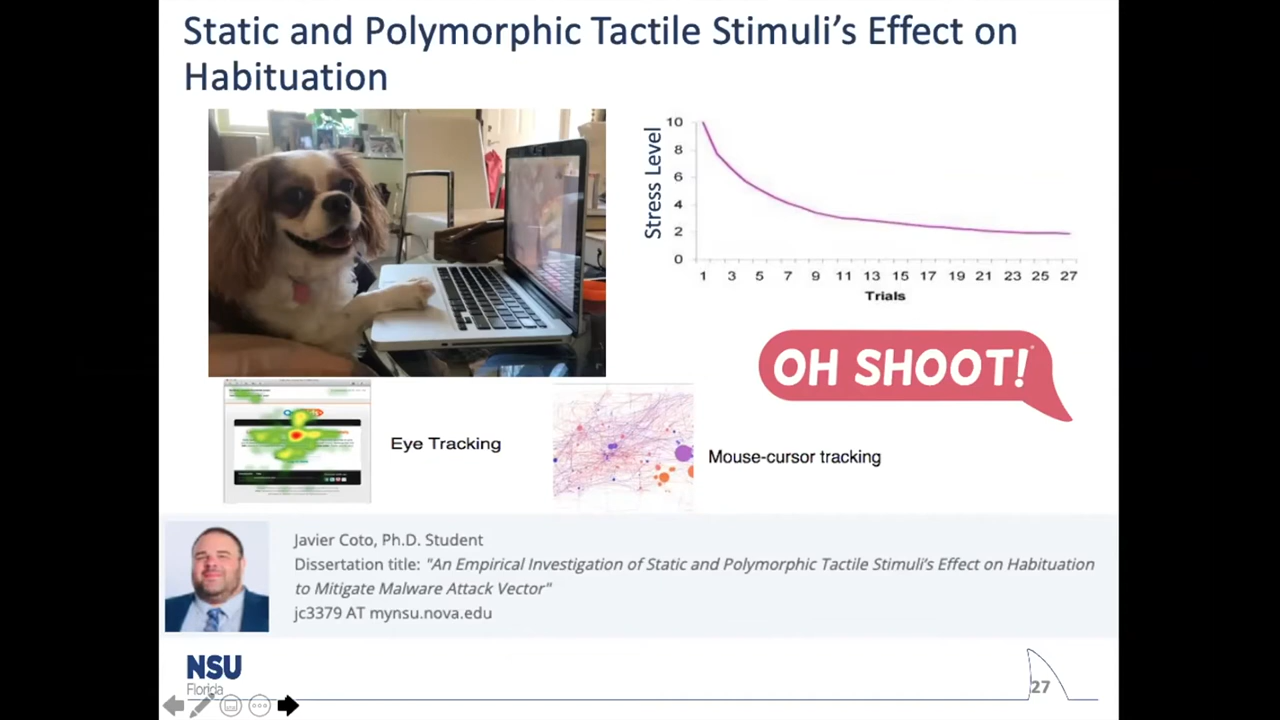 Static and Polymorphic Tactile Stimuli's Effect on
Habituation
Stress Level
10
8
6
4
2
0
1 3 5 7 9 11 13 15 17 19 21 23 25 27
Trials
OH SHOOT!
Eye Tracking
Mouse-cursor tracking
Javier Coto, Ph.D. Student
Dissertation title: "An Empirical Investigation of Static and Polymorphic Tactile Stimuli's Effect on Habituation
to Mitigate Malware Attack Vector"
jc3379 AT mynsu.nova.edu
NSU
Florida
27